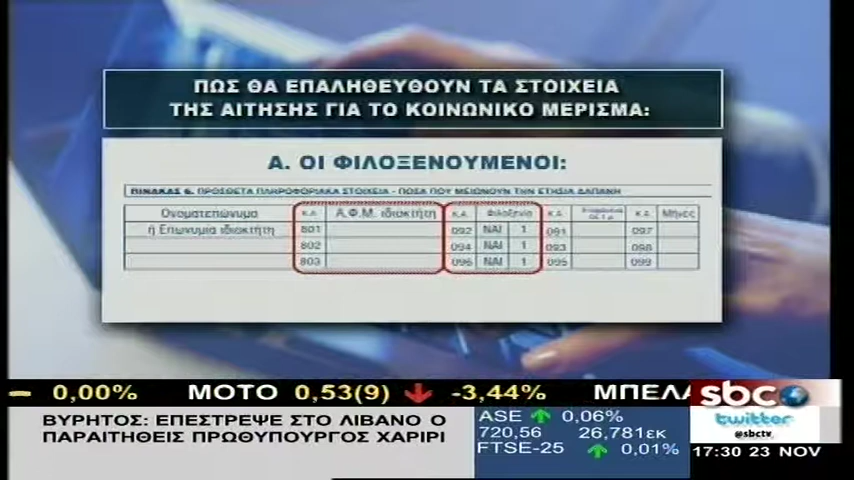 ΠΩΣ ΘΑ ΕΠΑΛΗΘΕΥΘΟΥΝ ΤΑ ΣΤΟΙΧΕΙΑ
ΤΗΣ ΑΙΤΗΣΗΣ ΓΙΑ ΤΟ ΚΟΙΝΩΝΙΚΟ ΜΕΡΙΣΜΑ:
Α. ΟΙ ΦΙΛΟΞΕΝΟΥΜΕΝΟΙ:
ΠΙΝΑΚΑΣ 6. ΠΡΟΣΘΕΤΑ ΠΛΗΡΟΦΟΡΙΑΚΑ ΣΤΟΙΧΕΙΑ - ΠΟΣΑ ΠΟΥ ΜΕΙΩΝΟΥΝ ΤΗΝ ΕΤΗΣΙΑ ΔΑΠΑΝΗ
Ονοματεπώνυμο Κ.Α. Α.Φ.Μ. ιδιοκτήτη Κ.Α. Φιλοξενία Κ.Α. Κ.Α. Μήνες
ή Επωνυμία ιδιοκτήτη 801 092 ΝΑΙ 1 091 097
802 094 ΝΑΙ 1 093 098
803 096 ΝΑΙ 1 095 099
0,00% ΜΟΤΟ 0,53(9) -3,44% ΜΠΕΛΑ
sbc
ΒΥΡΗΤΟΣ: ΕΠΕΣΤΡΕΨΕ ΣΤΟ ΛΙΒΑΝΟ Ο
ΠΑΡΑΙΤΗΘΕΙΣ ΠΡΩΘΥΠΟΥΡΓΟΣ ΧΑΡΙΡΙ
ASE 0,06%
720,56 26,781εκ
FTSE-25 0,01%
twitter
@sbctv
17:30 23 NOV